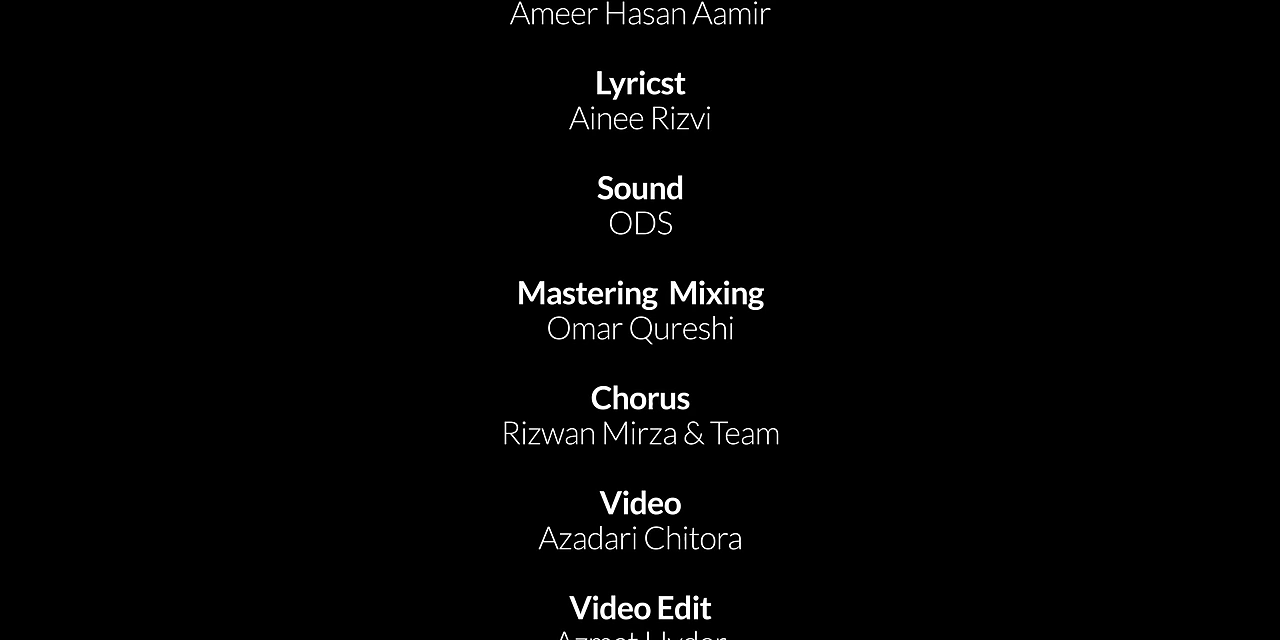 Ameer Hasan Aamir
Lyricst
Ainee Rizvi
Sound
ODS
Mastering Mixing
Omar Qureshi
Chorus
Rizwan Mirza & Team
Video
Azadari Chitora
Video Edit